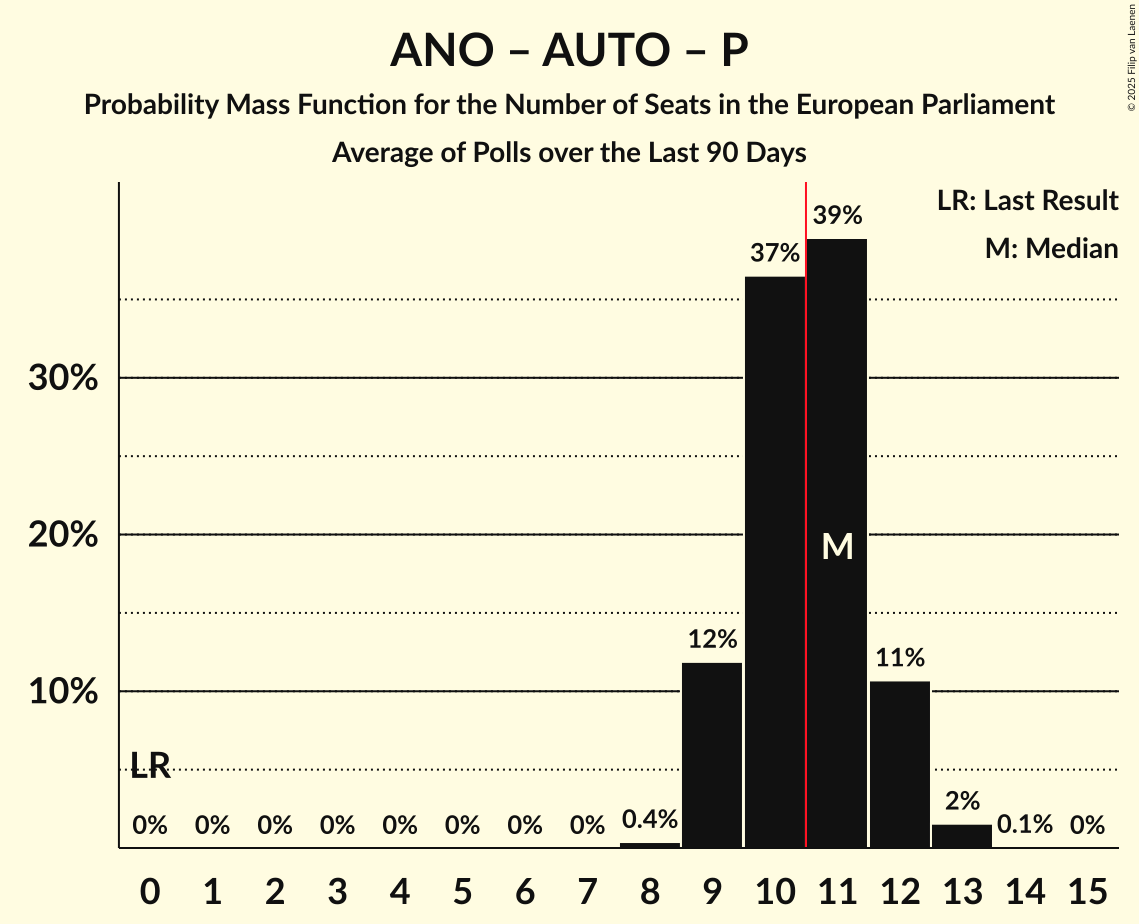 ANO – AUTO – P
Probability Mass Function for the Number of Seats in the European Parliament
Average of Polls over the Last 90 Days
© 2025 Filip van Laenen
LR: Last Result
M: Median
39%
37%
30%
20%
M
12%
11%
10%
LR
0% 0% 0% 0% 0% 0% 0% 0% 0.4% 2% 0.1% 0%
0 1 2 3 4 5 6 7 8 9 10 11 12 13 14 15